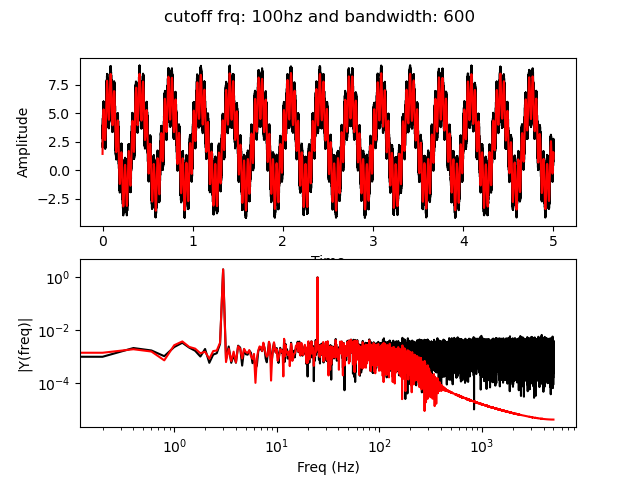 cutoff frq: 100hz and bandwidth: 600
7.5
5.0
2.5
0.0
−2.5
Amplitude
0 1 2 3 4 5
Time
10⁰
10⁻²
10⁻⁴
|Y(freq)|
10⁰ 10¹ 10² 10³
Freq (Hz)